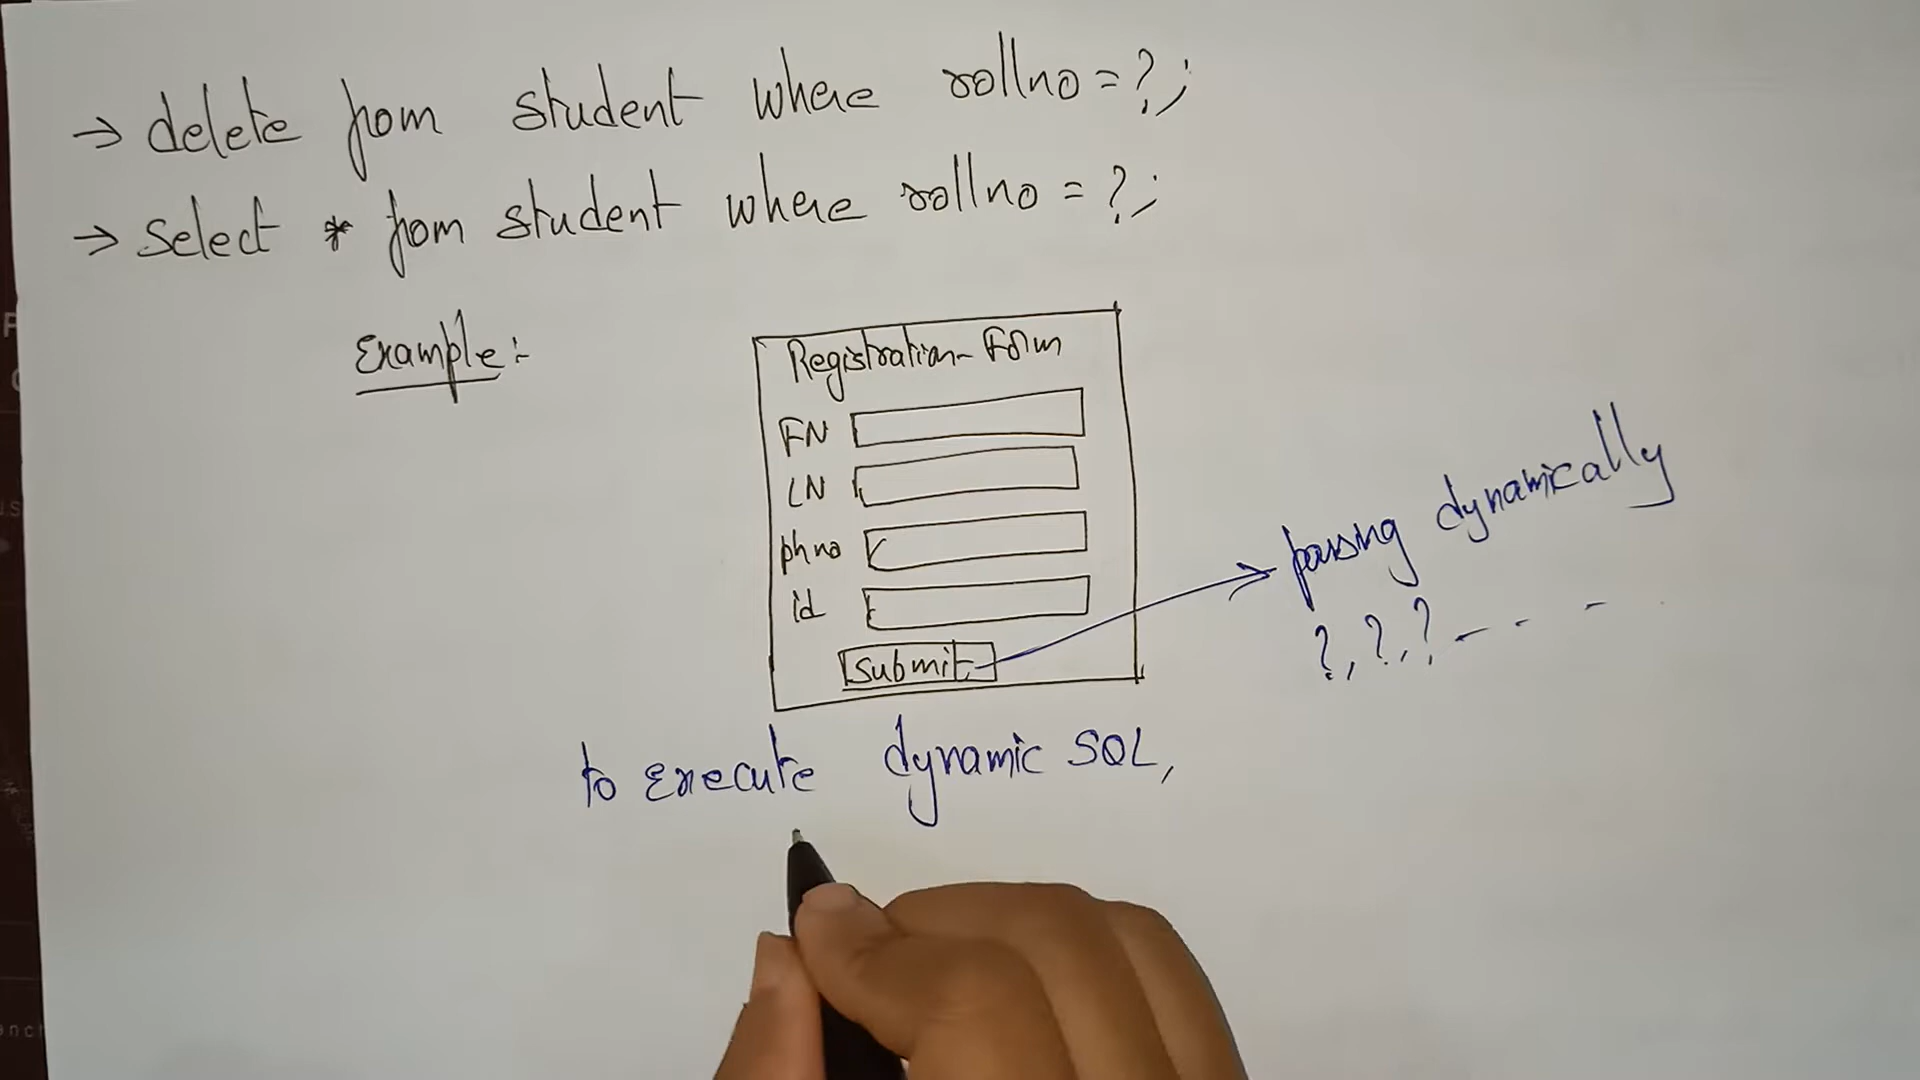 → delete from student where rollno = ?;
→ select * from student where rollno = ?;
Example:-
Registration-Form
FN
LN
phno
id
Submit
passing dynamically
?, ?, ? - - - -
to execute dynamic SQL,